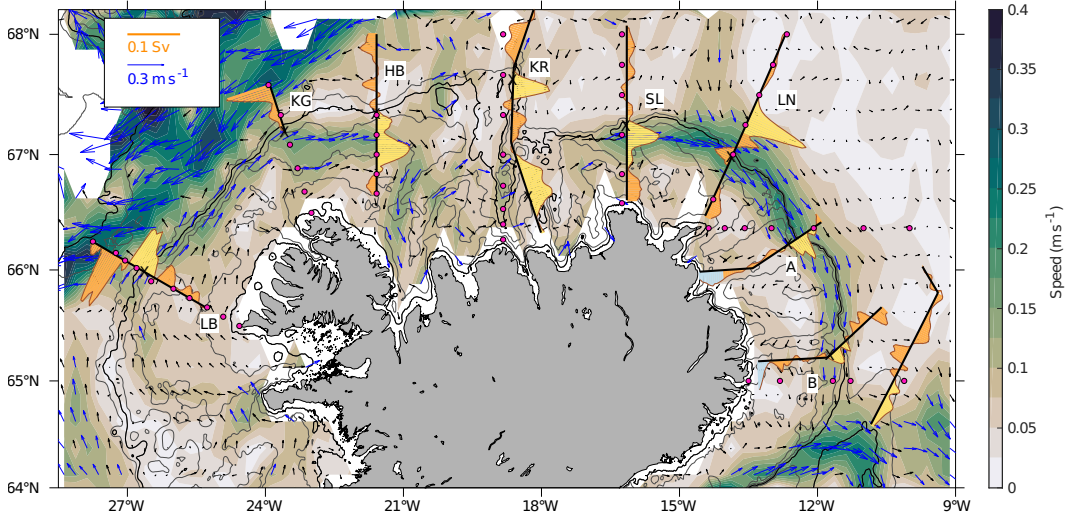 68°N
67°N
66°N
65°N
64°N
27°W
24°W
21°W
18°W
15°W
12°W
9°W
0.1 Sv
0.3 m s⁻¹
KG
HB
KR
SL
LN
LB
A
B
0.4
0.35
0.3
0.25
0.2
0.15
0.1
0.05
0
Speed (m s⁻¹)